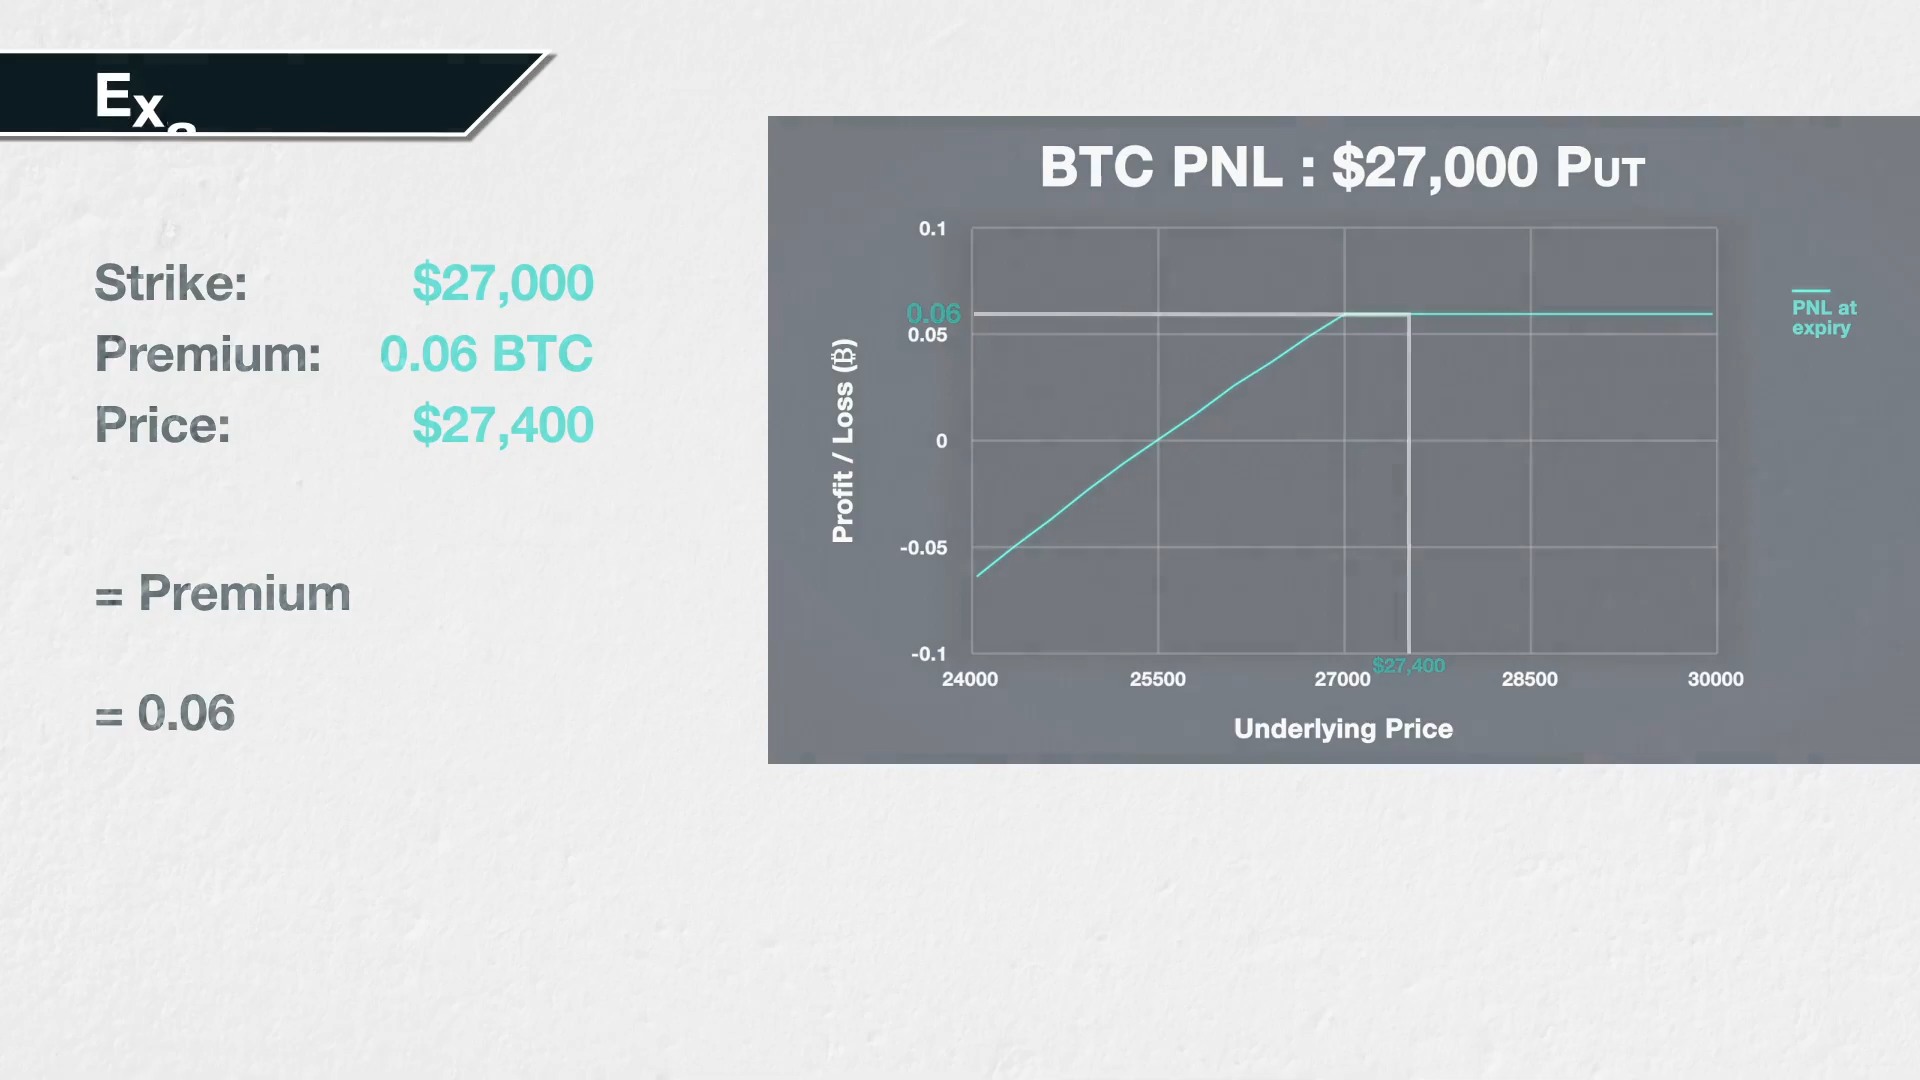 Exa
Strike: $27,000
Premium: 0.06 BTC
Price: $27,400
= Premium
= 0.06
BTC PNL : $27,000 Put
0.1
0.06
0.05
0
-0.05
-0.1
Profit / Loss (₿)
24000
25500
27000
$27,400
28500
30000
Underlying Price
PNL at
expiry